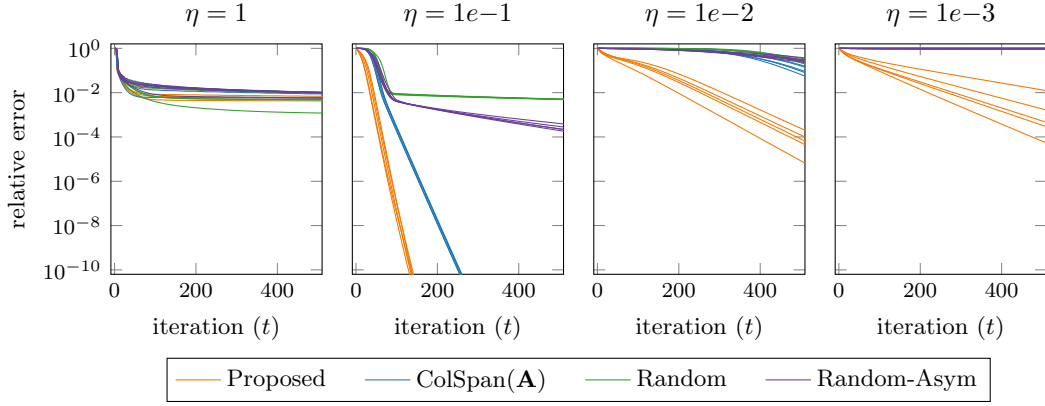 η = 1
η = 1e−1
η = 1e−2
η = 1e−3
relative error
10^0
10^−2
10^−4
10^−6
10^−8
10^−10
0 200 400
0 200 400
0 200 400
0 200 400
iteration (t)
iteration (t)
iteration (t)
iteration (t)
Proposed
ColSpan(A)
Random
Random-Asym